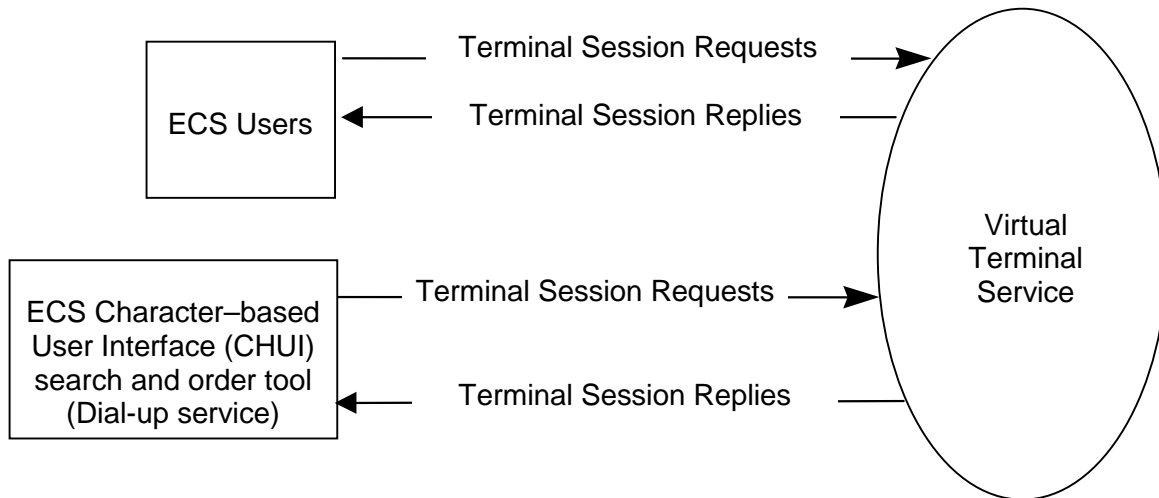 Terminal Session Requests
ECS Users
Terminal Session Replies
Virtual
Terminal
Service
Terminal Session Requests
ECS Character–based
User Interface (CHUI)
search and order tool
(Dial-up service)
Terminal Session Replies